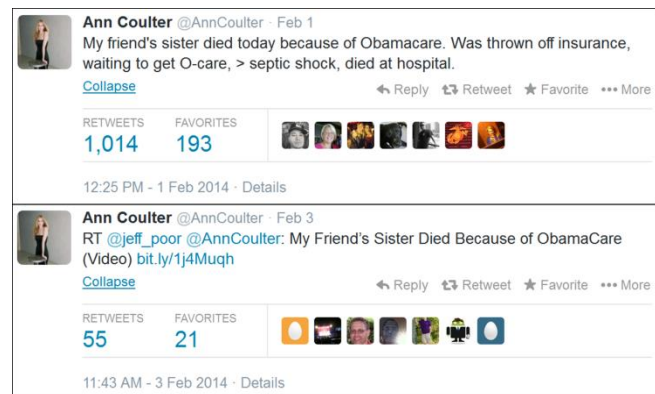 Ann Coulter @AnnCoulter · Feb 1
My friend's sister died today because of Obamacare. Was thrown off insurance,
waiting to get O-care, > septic shock, died at hospital.
Collapse Reply Retweet Favorite ••• More
RETWEETS FAVORITES
1,014 193
12:25 PM - 1 Feb 2014 · Details
Ann Coulter @AnnCoulter · Feb 3
RT @jeff_poor @AnnCoulter: My Friend's Sister Died Because of ObamaCare
(Video) bit.ly/1j4Muqh
Collapse Reply Retweet Favorite ••• More
RETWEETS FAVORITES
55 21
11:43 AM - 3 Feb 2014 · Details